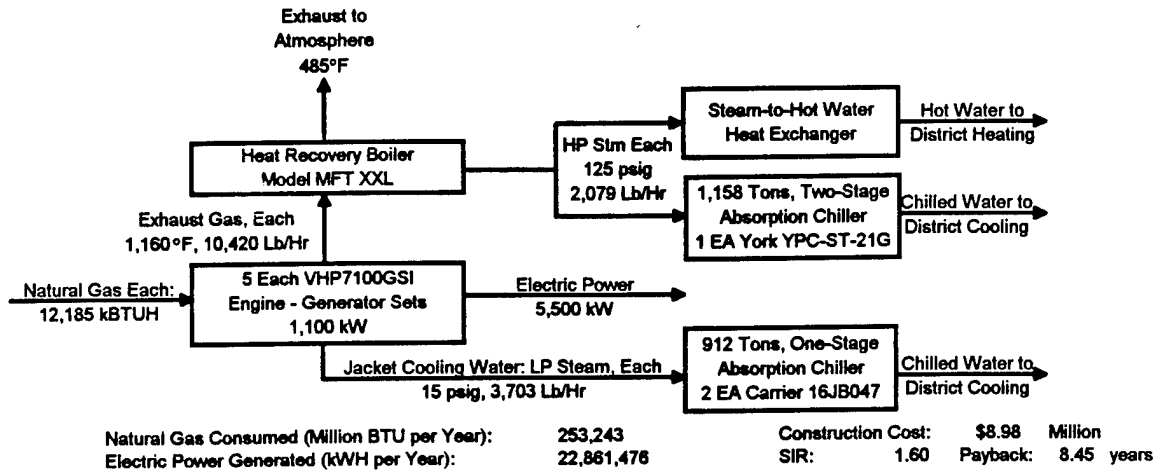 Exhaust to
Atmosphere
485°F
Heat Recovery Boiler
Model MFT XXL
HP Stm Each
125 psig
2,079 Lb/Hr
Steam-to-Hot Water
Heat Exchanger
Hot Water to
District Heating
1,158 Tons, Two-Stage
Absorption Chiller
1 EA York YPC-ST-21G
Chilled Water to
District Cooling
Exhaust Gas, Each
1,160°F, 10,420 Lb/Hr
Natural Gas Each:
12,185 kBTUH
5 Each VHP7100GSI
Engine - Generator Sets
1,100 kW
Electric Power
5,500 kW
Jacket Cooling Water: LP Steam, Each
15 psig, 3,703 Lb/Hr
912 Tons, One-Stage
Absorption Chiller
2 EA Carrier 16JB047
Chilled Water to
District Cooling
Natural Gas Consumed (Million BTU per Year): 253,243
Electric Power Generated (kWH per Year): 22,861,476
Construction Cost: $8.98 Million
SIR: 1.60 Payback: 8.45 years